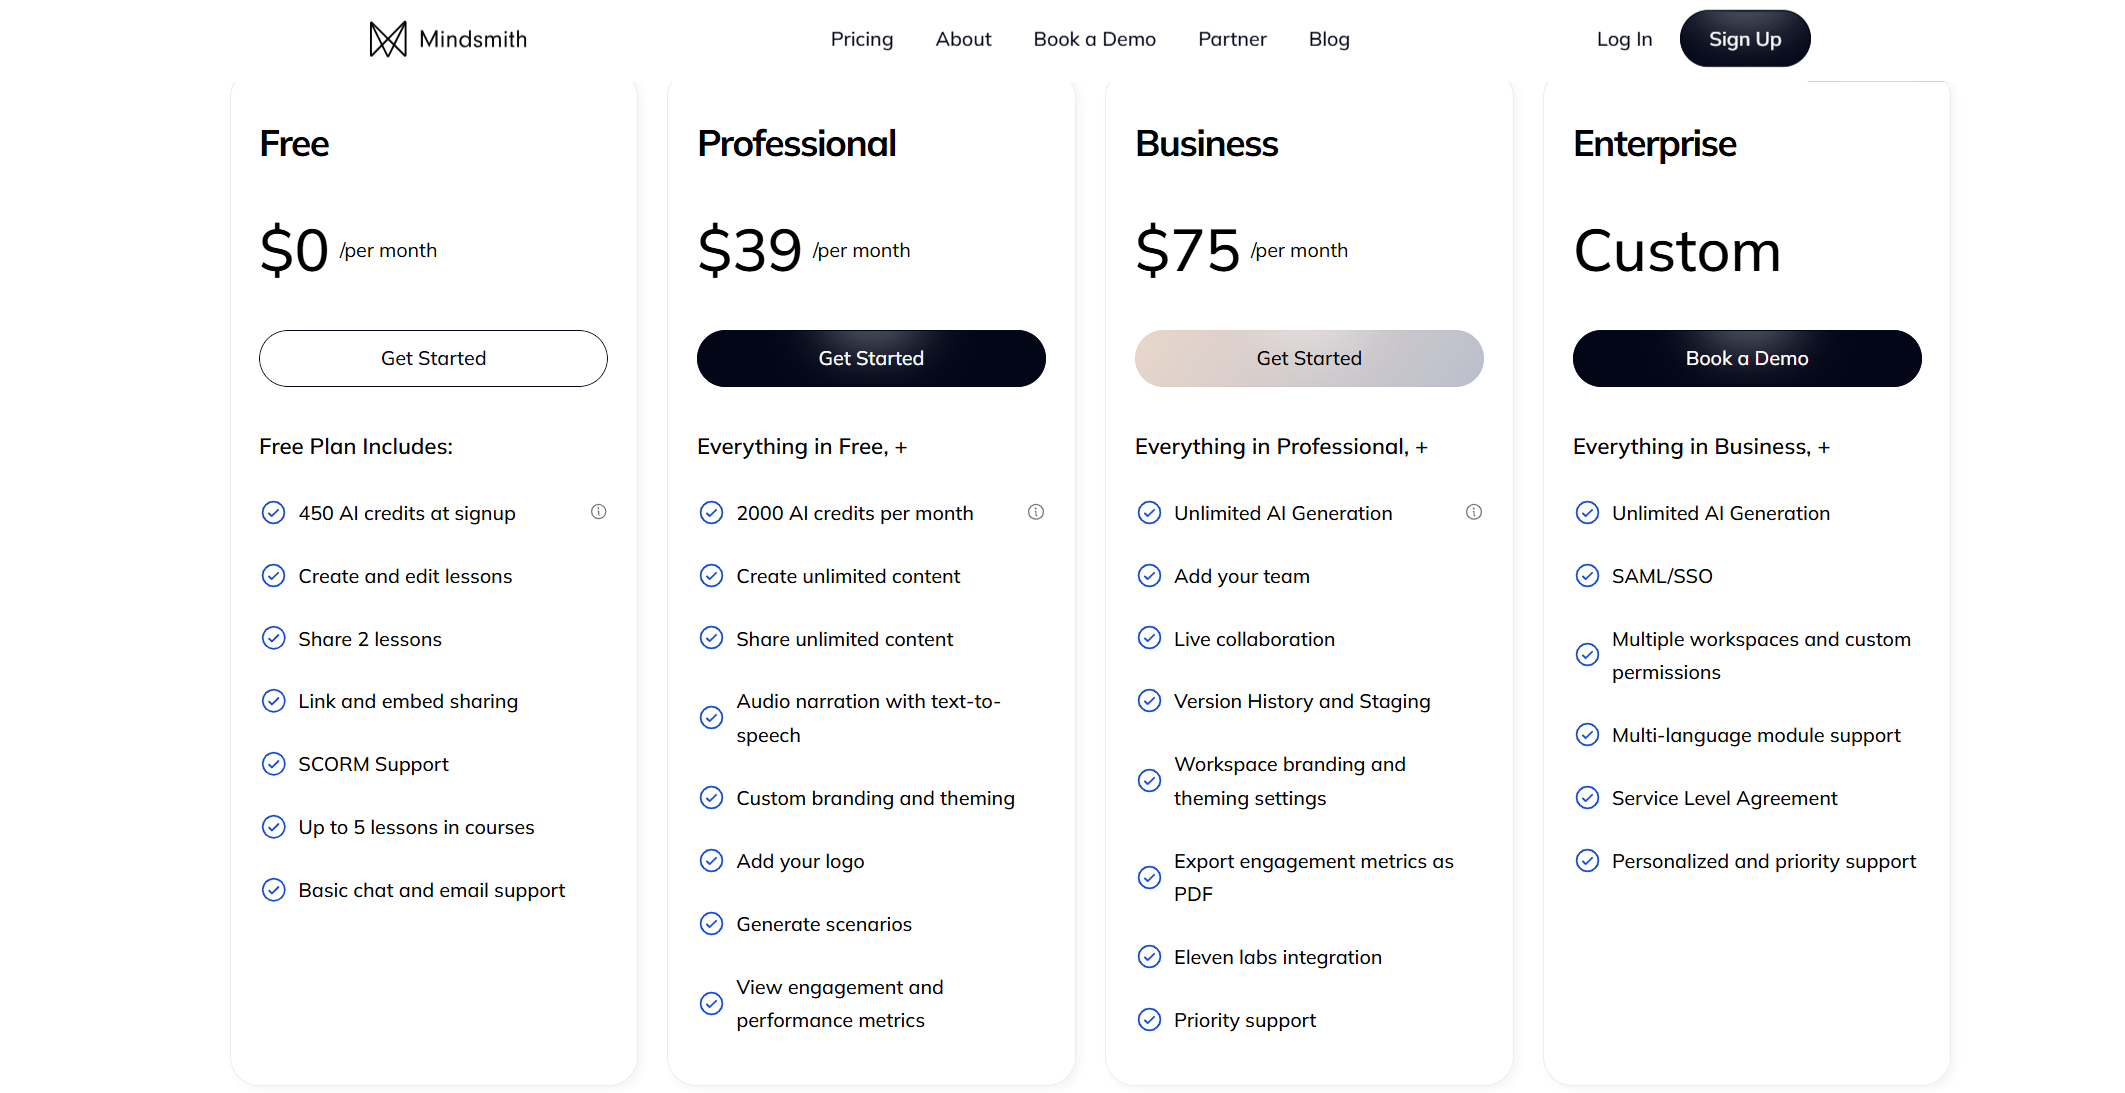 Mindsmith
Pricing
About
Book a Demo
Partner
Blog
Log In
Sign Up
Free
$0 /per month
Get Started
Free Plan Includes:
450 AI credits at signup
Create and edit lessons
Share 2 lessons
Link and embed sharing
SCORM Support
Up to 5 lessons in courses
Basic chat and email support
Professional
$39 /per month
Get Started
Everything in Free, +
2000 AI credits per month
Create unlimited content
Share unlimited content
Audio narration with text-to-
speech
Custom branding and theming
Add your logo
Generate scenarios
View engagement and
performance metrics
Business
$75 /per month
Get Started
Everything in Professional, +
Unlimited AI Generation
Add your team
Live collaboration
Version History and Staging
Workspace branding and
theming settings
Export engagement metrics as
PDF
Eleven labs integration
Priority support
Enterprise
Custom
Book a Demo
Everything in Business, +
Unlimited AI Generation
SAML/SSO
Multiple workspaces and custom
permissions
Multi-language module support
Service Level Agreement
Personalized and priority support